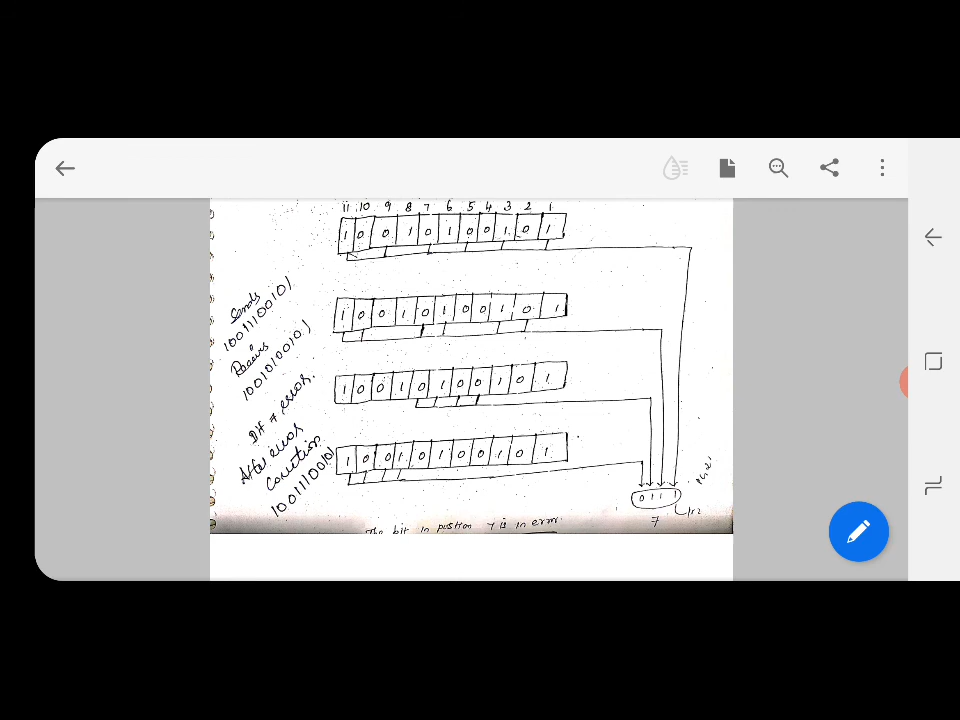 11 10 9 8 7 6 5 4 3 2 1
1 0 0 1 0 1 0 0 1 0 1
Sends
10011100101
1 0 0 1 0 1 0 0 1 0 1
Receives
10010100101
1 0 0 1 0 1 0 0 1 0 1
After error
Correction
10011100101
1 0 0 1 0 1 0 0 1 0 1
0 1 1 1
7
The bit in position 7 is in error.